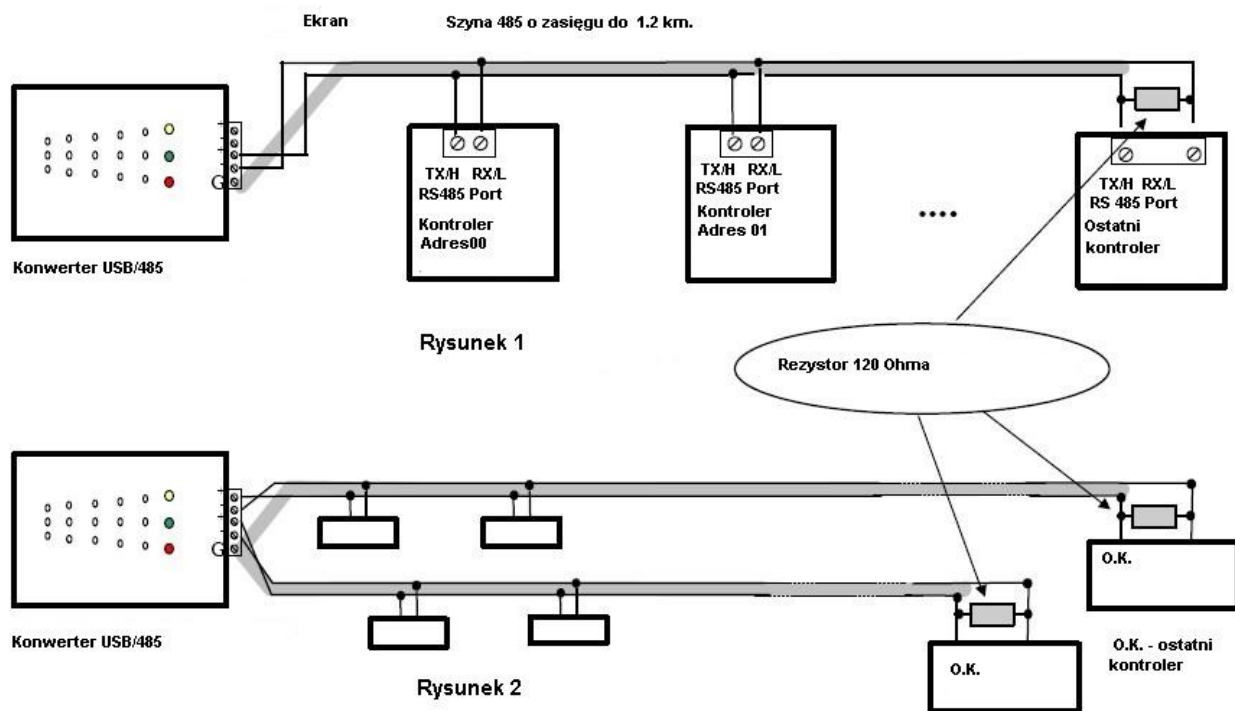 Ekran
Szyna 485 o zasięgu do 1.2 km.
G
TX/H RX/L
RS485 Port
Kontroler
Adres00
TX/H RX/L
RS485 Port
Kontroler
Adres 01
....
TX/H RX/L
RS 485 Port
Ostatni
kontroler
Konwerter USB/485
Rysunek 1
Rezystor 120 Ohma
G
O.K.
O.K.
Konwerter USB/485
O.K. - ostatni
kontroler
Rysunek 2